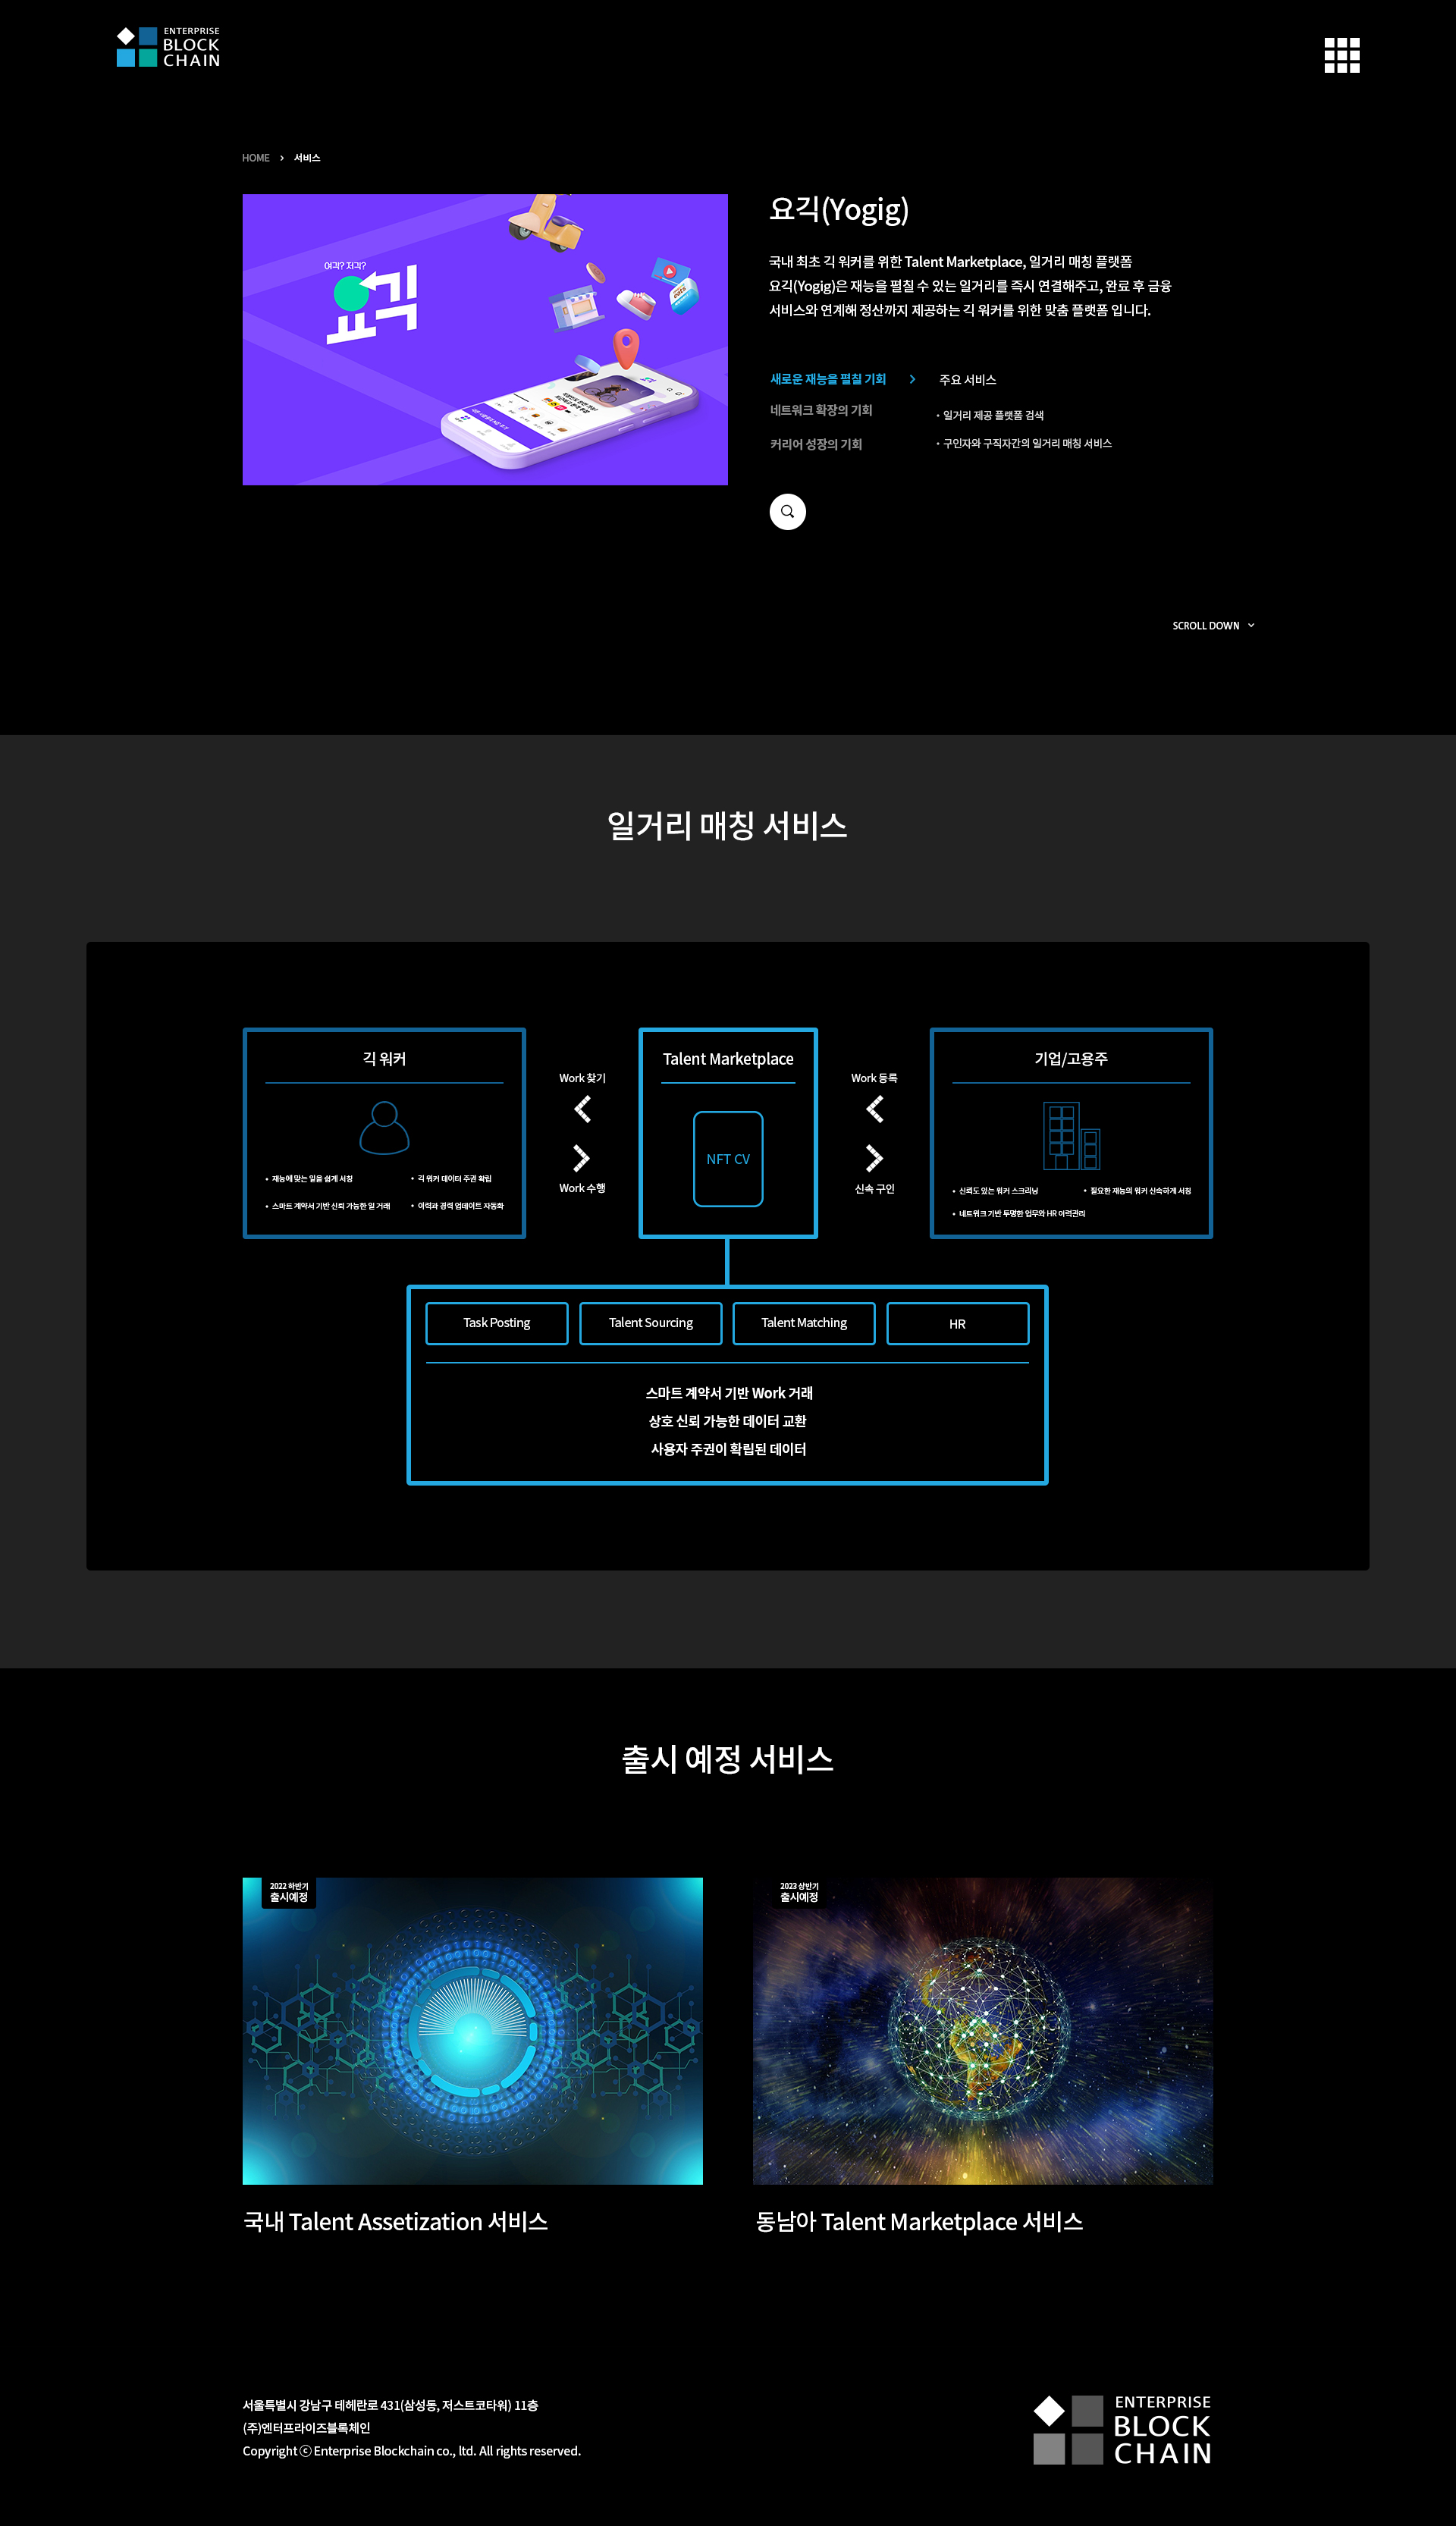 ENTERPRISE
BLOCK
CHAIN
HOME > 서비스
여기? 저기?
요긱
요긱(Yogig)
국내 최초 긱 워커를 위한 Talent Marketplace, 일거리 매칭 플랫폼
요긱(Yogig)은 재능을 펼칠 수 있는 일거리를 즉시 연결해주고, 완료 후 금융
서비스와 연계해 정산까지 제공하는 긱 워커를 위한 맞춤 플랫폼 입니다.
새로운 재능을 펼칠 기회 > 주요 서비스
네트워크 확장의 기회
• 일거리 제공 플랫폼 검색
커리어 성장의 기회
• 구인자와 구직자간의 일거리 매칭 서비스
SCROLL DOWN
일거리 매칭 서비스
긱 워커
• 재능에 맞는 일을 쉽게 서칭
• 긱 워커 데이터 주권 확립
• 스마트 계약서 기반 신뢰 가능한 일 거래
• 이력과 경력 업데이트 자동화
Work 찾기
Work 수행
Talent Marketplace
NFT CV
Work 등록
신속 구인
기업/고용주
• 신뢰도 있는 워커 스크리닝
• 필요한 재능의 워커 신속하게 서칭
• 네트워크 기반 투명한 업무와 HR 이력관리
Task Posting
Talent Sourcing
Talent Matching
HR
스마트 계약서 기반 Work 거래
상호 신뢰 가능한 데이터 교환
사용자 주권이 확립된 데이터
출시 예정 서비스
2022 하반기
출시예정
2023 상반기
출시예정
국내 Talent Assetization 서비스
동남아 Talent Marketplace 서비스
서울특별시 강남구 테헤란로 431(삼성동, 저스트코타워) 11층
(주)엔터프라이즈블록체인
Copyright ⓒ Enterprise Blockchain co., ltd. All rights reserved.
ENTERPRISE
BLOCK
CHAIN